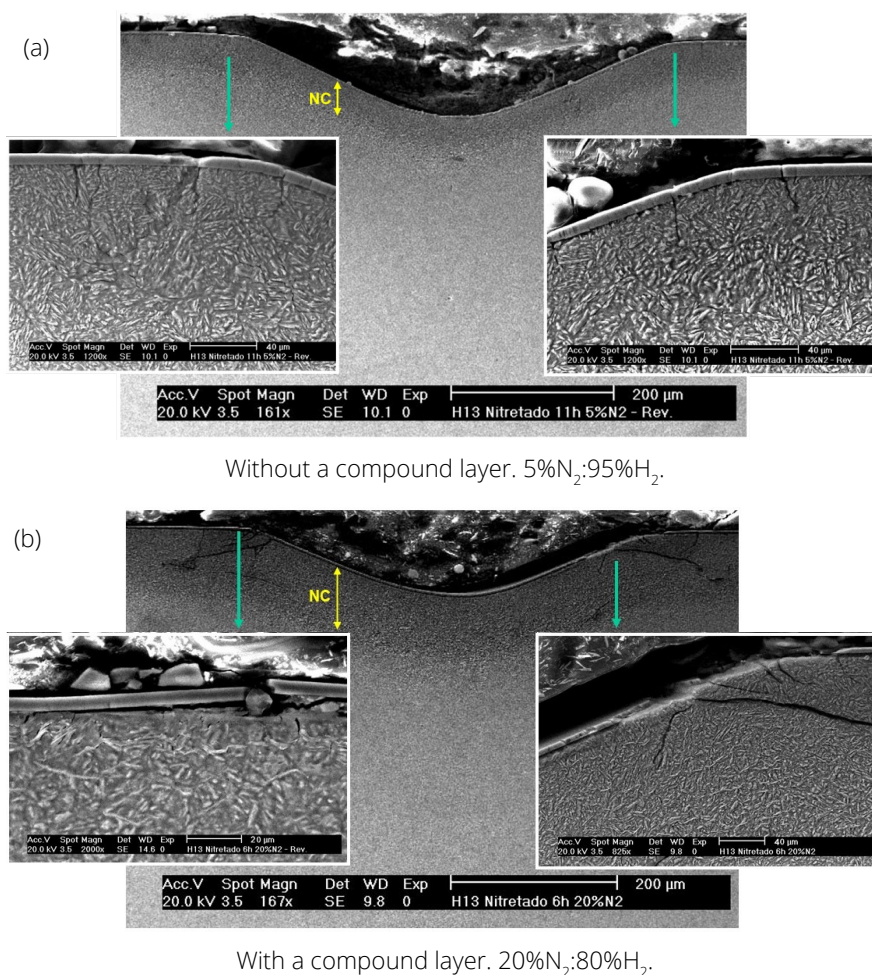 (a)
NC
Acc.V Spot Magn Det WD Exp
20.0 kV 3.5 1200x SE 10.1 0
40 µm
H13 Nitretado 11h 5%N2 - Rev.
Acc.V Spot Magn Det WD Exp
20.0 kV 3.5 1200x SE 10.1 0
40 µm
H13 Nitretado 11h 5%N2 - Rev.
Acc.V Spot Magn Det WD Exp
20.0 kV 3.5 161x SE 10.1 0
200 µm
H13 Nitretado 11h 5%N2 - Rev.
Without a compound layer. 5%N₂:95%H₂.
(b)
NC
Acc.V Spot Magn Det WD Exp
20.0 kV 3.5 2000x SE 14.6 0
20 µm
H13 Nitretado 6h 20%N2 - Rev.
Acc.V Spot Magn Det WD Exp
20.0 kV 3.5 825x SE 9.8 0
40 µm
H13 Nitretado 6h 20%N2
Acc.V Spot Magn Det WD Exp
20.0 kV 3.5 167x SE 9.8 0
200 µm
H13 Nitretado 6h 20%N2
With a compound layer. 20%N₂:80%H₂.